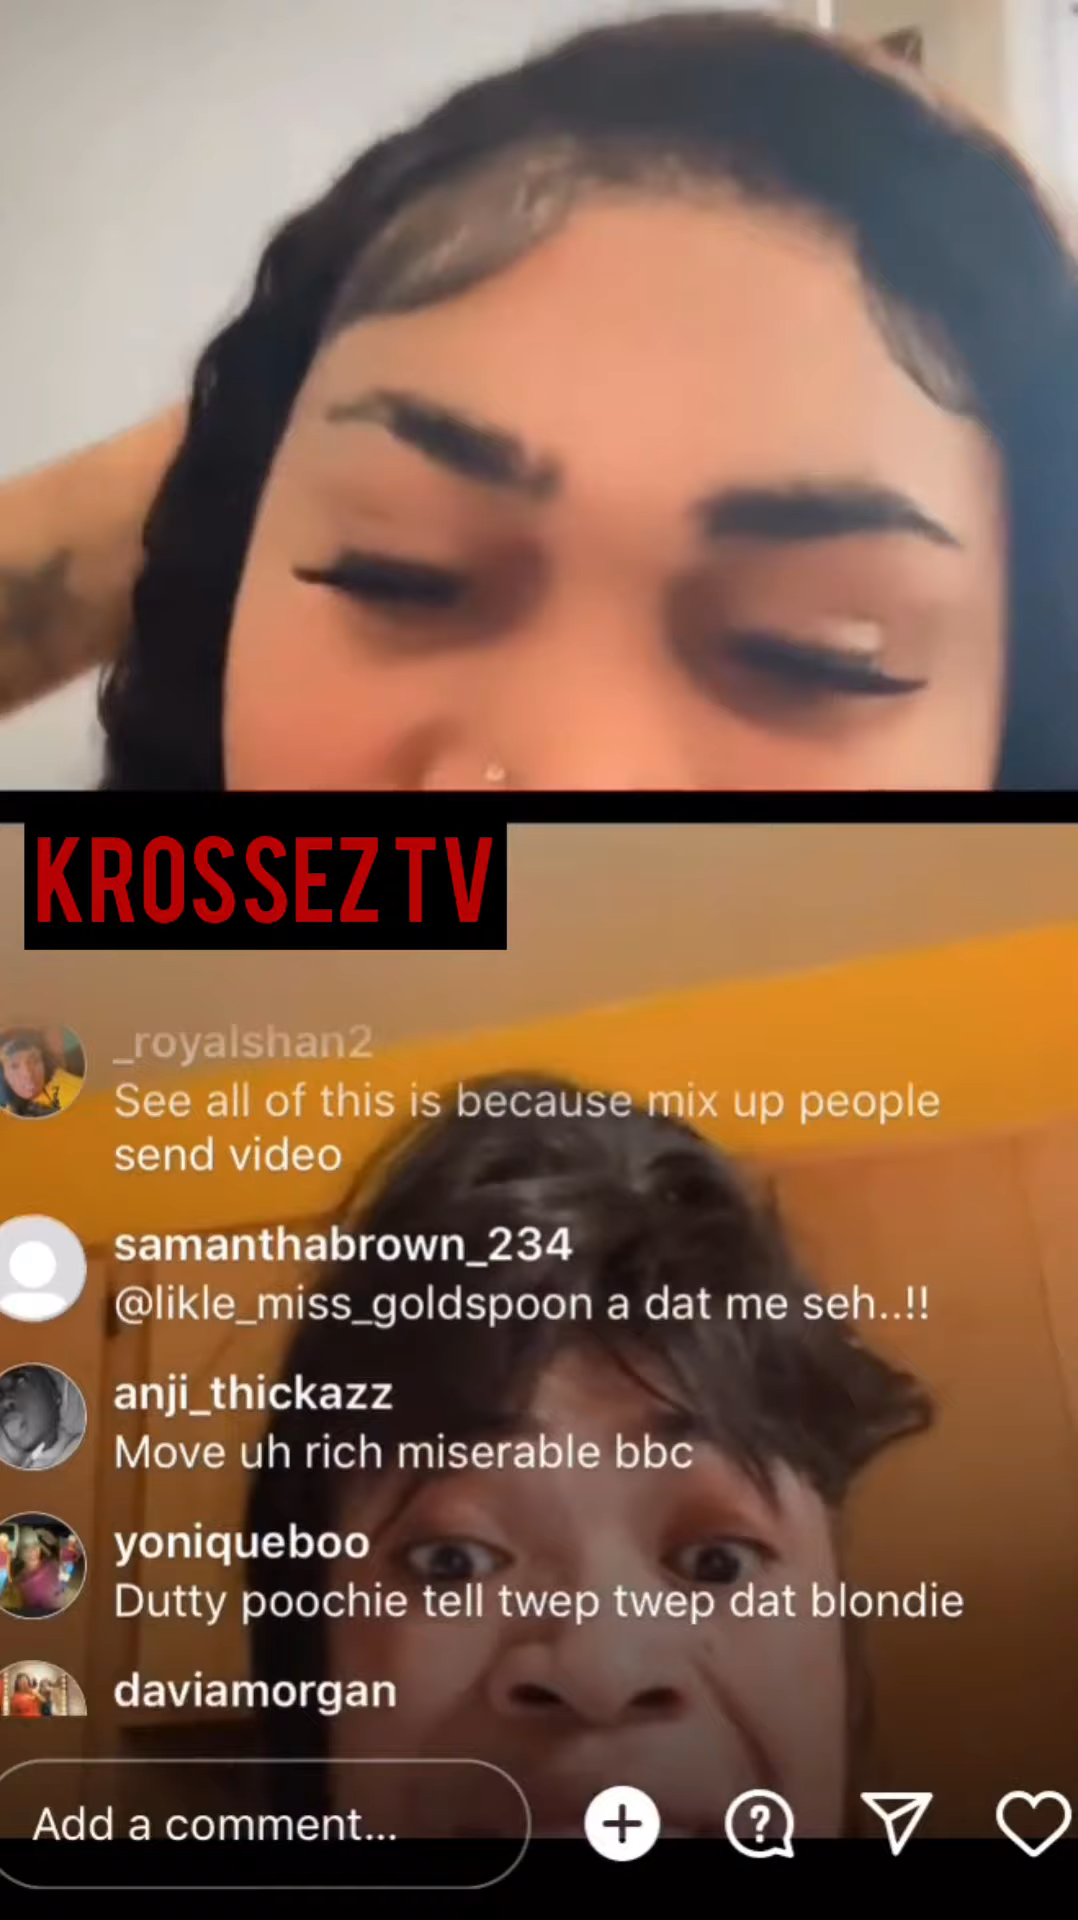 KROSSEZ TV
_royalshan2
See all of this is because mix up people
send video
samanthabrown_234
@likle_miss_goldspoon a dat me seh..!!
anji_thickazz
Move uh rich miserable bbc
yoniqueboo
Dutty poochie tell twep twep dat blondie
daviamorgan
Add a comment...